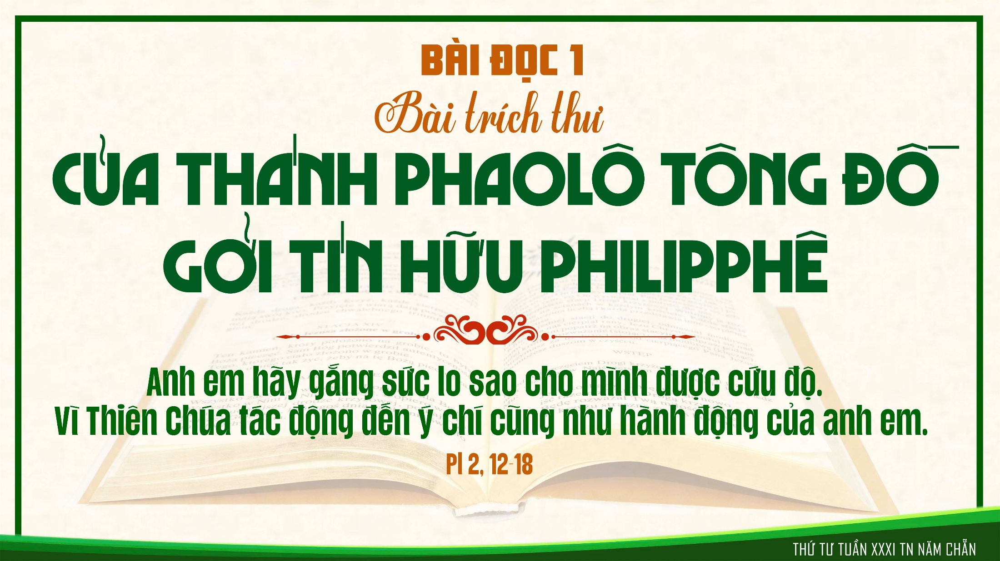 BÀI ĐỌC 1
Bài trích thư
CỦA THÁNH PHAOLÔ TÔNG ĐỒ
GỞI TÍN HỮU PHILIPPHÊ
Anh em hãy gắng sức lo sao cho mình được cứu độ.
Vì Thiên Chúa tác động đến ý chí cũng như hành động của anh em.
Pl 2, 12-18
THỨ TƯ TUẦN XXXI TN NĂM CHẴN